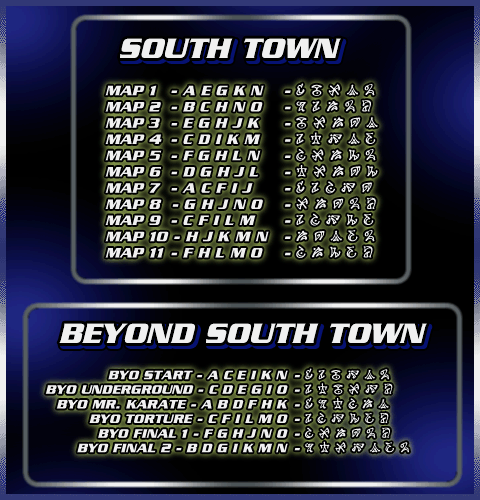 SOUTH TOWN
MAP 1 - A E G K N -
MAP 2 - B C H N O -
MAP 3 - E G H J K -
MAP 4 - C D I K M -
MAP 5 - F G H L N -
MAP 6 - D G H J L -
MAP 7 - A C F I J -
MAP 8 - G H J N O -
MAP 9 - C F I L M -
MAP 10 - H J K M N -
MAP 11 - F H L M O -
BEYOND SOUTH TOWN
BYO START - A C E I K N -
BYO UNDERGROUND - C D E G I O -
BYO MR. KARATE - A B D F H K -
BYO TORTURE - C F I L M O -
BYO FINAL 1 - F G H J N O -
BYO FINAL 2 - B D G I K M N -